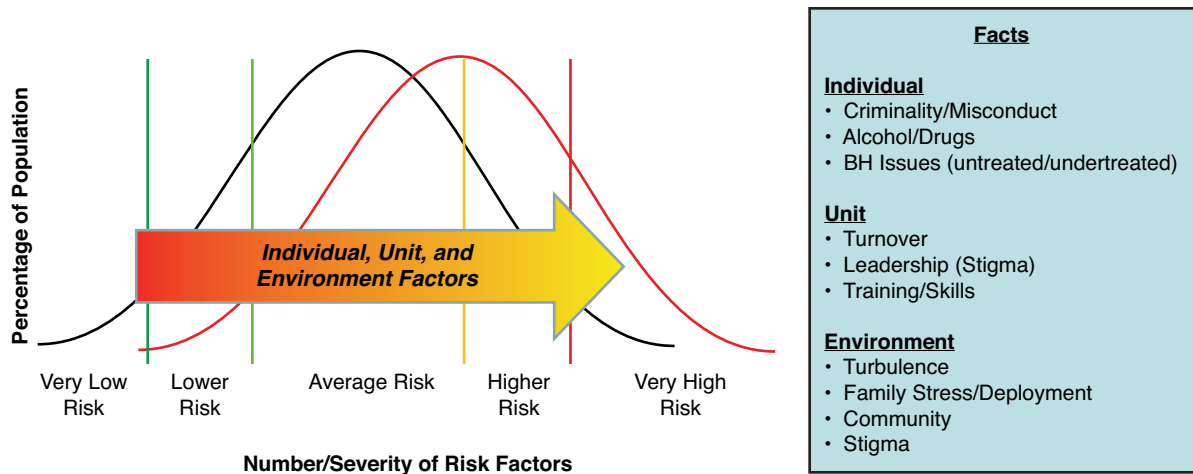 Percentage of Population
Individual, Unit, and
Environment Factors
Very Low
Risk
Lower
Risk
Average Risk
Higher
Risk
Very High
Risk
Number/Severity of Risk Factors
Facts
Individual
• Criminality/Misconduct
• Alcohol/Drugs
• BH Issues (untreated/undertreated)
Unit
• Turnover
• Leadership (Stigma)
• Training/Skills
Environment
• Turbulence
• Family Stress/Deployment
• Community
• Stigma